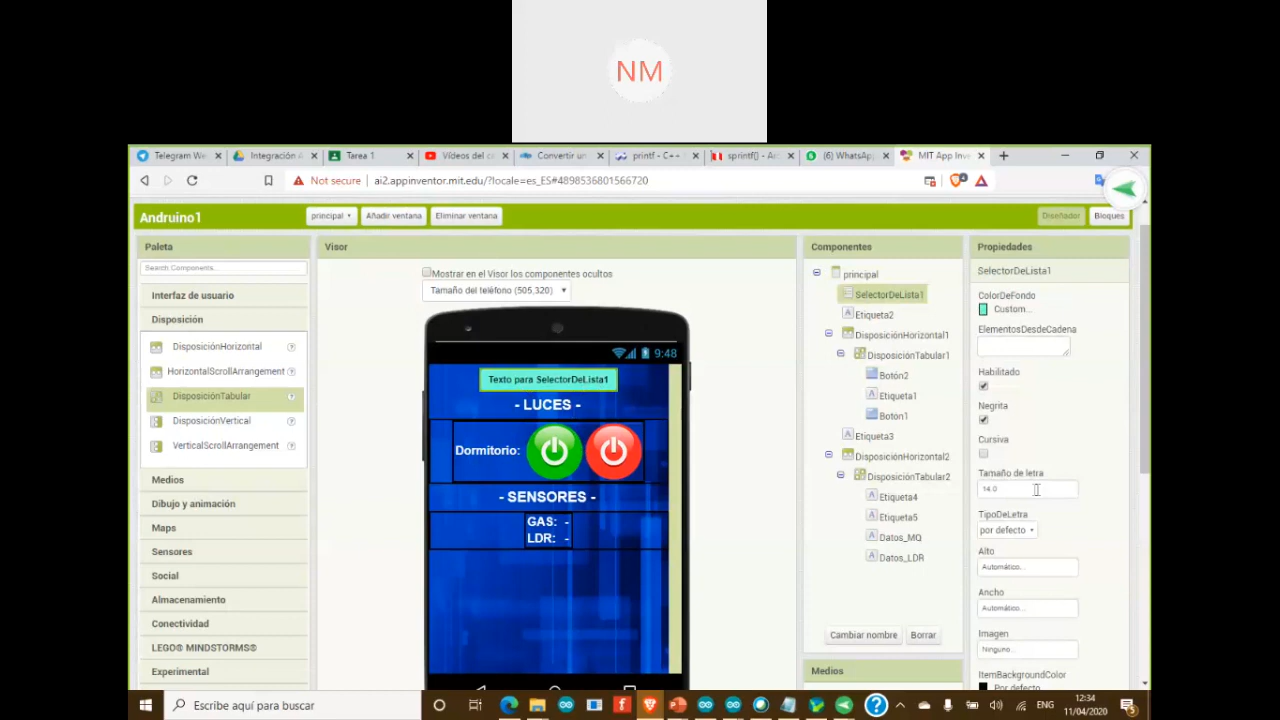 NM
Telegram We
Integración A
Tarea 1
Vídeos del ca
Convertir un
printf - C++
sprintf() - Ar
(6) WhatsApp
MIT App Inve
Not secure
ai2.appinventor.mit.edu/?locale=es_ES#4898536801566720
Andruino1
principal
Añadir ventana
Eliminar ventana
Diseñador
Bloques
Paleta
Visor
Componentes
Propiedades
Search Components...
Interfaz de usuario
Disposición
DisposiciónHorizontal
HorizontalScrollArrangement
DisposiciónTabular
DisposiciónVertical
VerticalScrollArrangement
Medios
Dibujo y animación
Maps
Sensores
Social
Almacenamiento
Conectividad
LEGO® MINDSTORMS®
Experimental
Mostrar en el Visor los componentes ocultos
Tamaño del teléfono (505,320)
9:48
Texto para SelectorDeLista1
- LUCES -
Dormitorio:
- SENSORES -
GAS: -
LDR: -
principal
SelectorDeLista1
Etiqueta2
DisposiciónHorizontal1
DisposiciónTabular1
Botón2
Etiqueta1
Botón1
Etiqueta3
DisposiciónHorizontal2
DisposiciónTabular2
Etiqueta4
Etiqueta5
Datos_MQ
Datos_LDR
Cambiar nombre
Borrar
Medios
SelectorDeLista1
ColorDeFondo
Custom...
ElementosDesdeCadena
Habilitado
Negrita
Cursiva
Tamaño de letra
14.0
TipoDeLetra
por defecto
Alto
Automático...
Ancho
Automático...
Imagen
Ninguno...
ItemBackgroundColor
Por defecto
Escribe aquí para buscar
ENG
12:34
11/04/2020
5